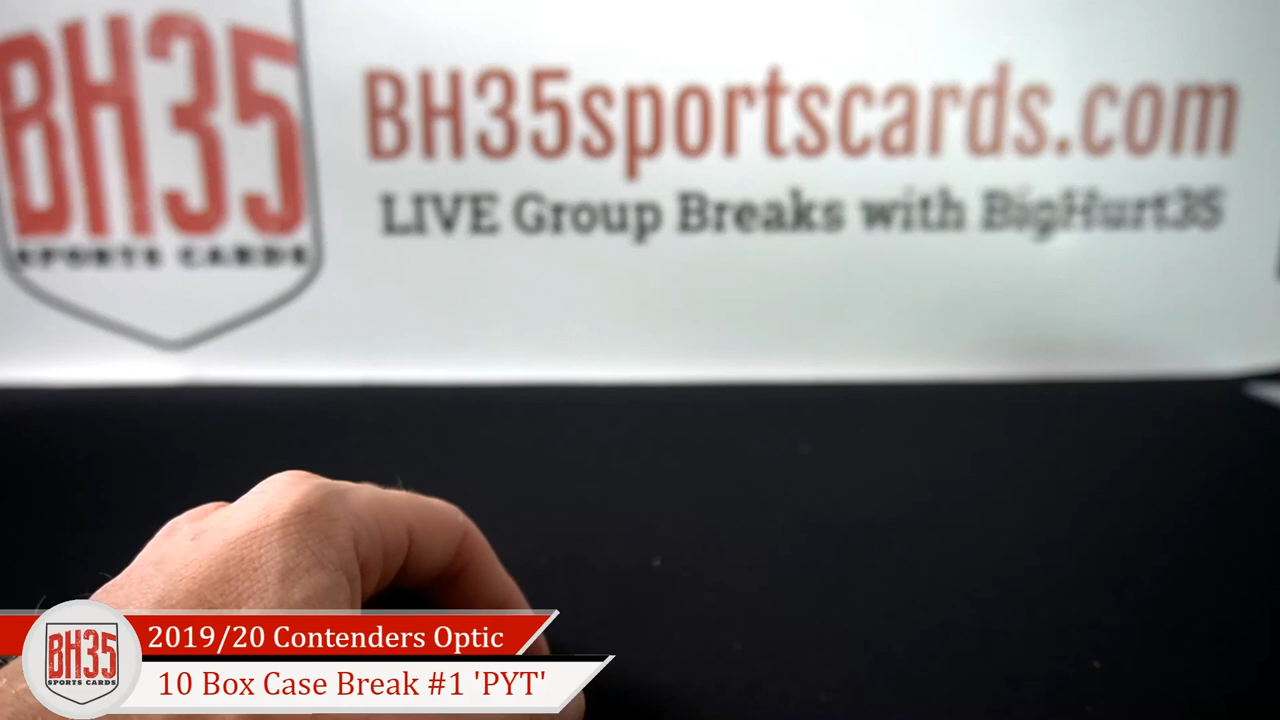 BH35
SPORTS CARDS
BH35sportscards.com
LIVE Group Breaks with BigHurt35
BH35
SPORTS CARDS
2019/20 Contenders Optic
10 Box Case Break #1 'PYT'